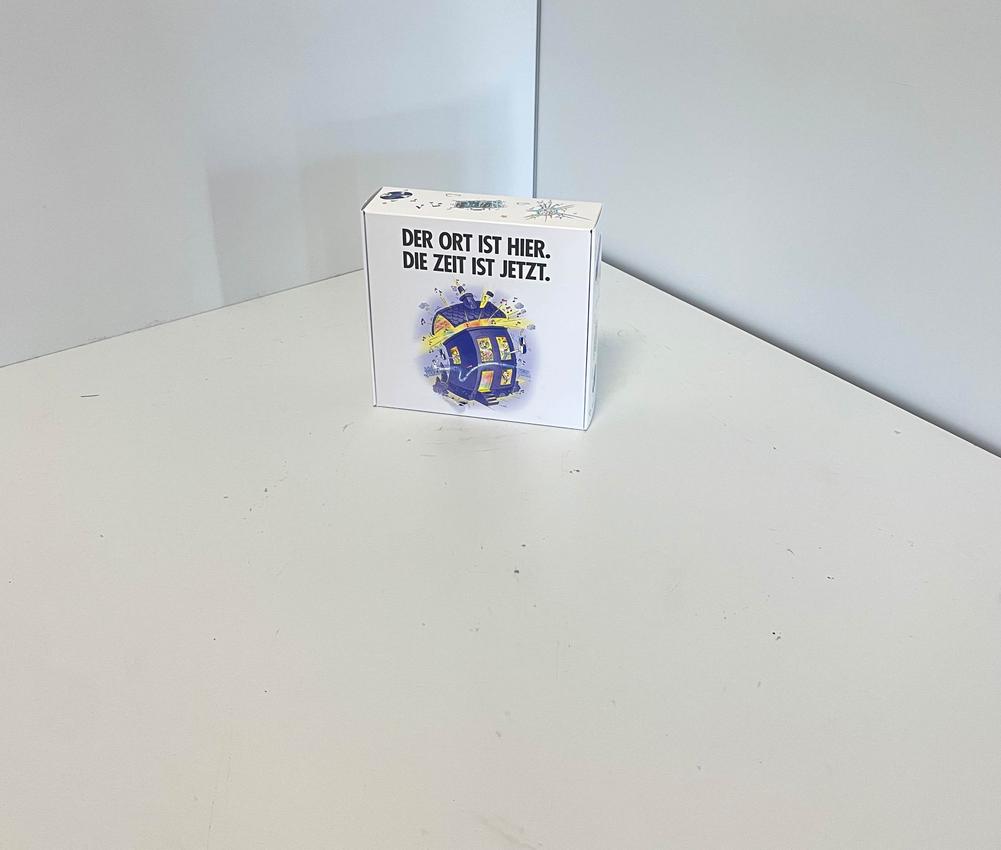 DER ORT IST HIER.
DIE ZEIT IST JETZT.